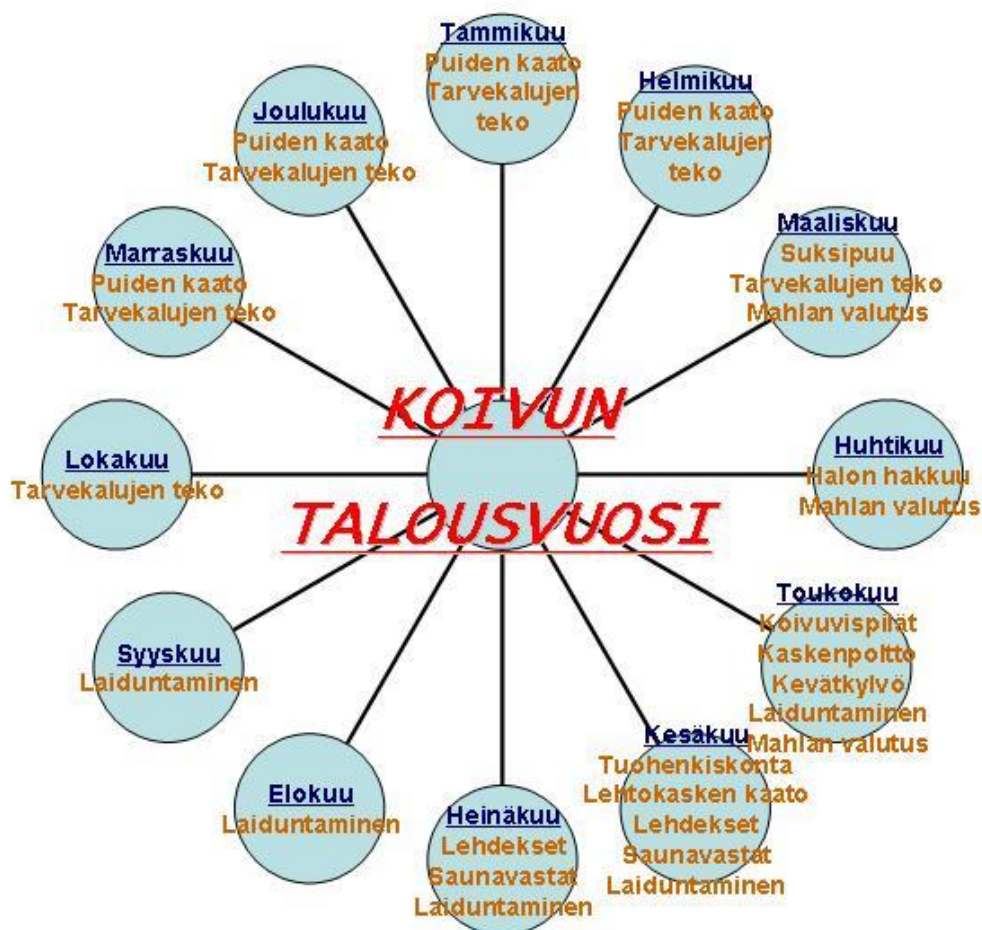 Tammikuu
Puiden kaato
Tarvekalujen
teko
Helmikuu
Puiden kaato
Tarvekalujen
teko
Maaliskuu
Suksipuu
Tarvekalujen teko
Mahlan valutus
Huhtikuu
Halon hakkuu
Mahlan valutus
Toukokuu
Koivuvispilät
Kaskenpoltto
Kevätkylvö
Laiduntaminen
Mahlan valutus
Kesäkuu
Tuohenkiskonta
Lehtokasken kaato
Lehdekset
Saunavastat
Laiduntaminen
Heinäkuu
Lehdekset
Saunavastat
Laiduntaminen
Elokuu
Laiduntaminen
Syyskuu
Laiduntaminen
Lokakuu
Tarvekalujen teko
Marraskuu
Puiden kaato
Tarvekalujen teko
Joulukuu
Puiden kaato
Tarvekalujen teko
KOIVUN
TALOUSVUOSI